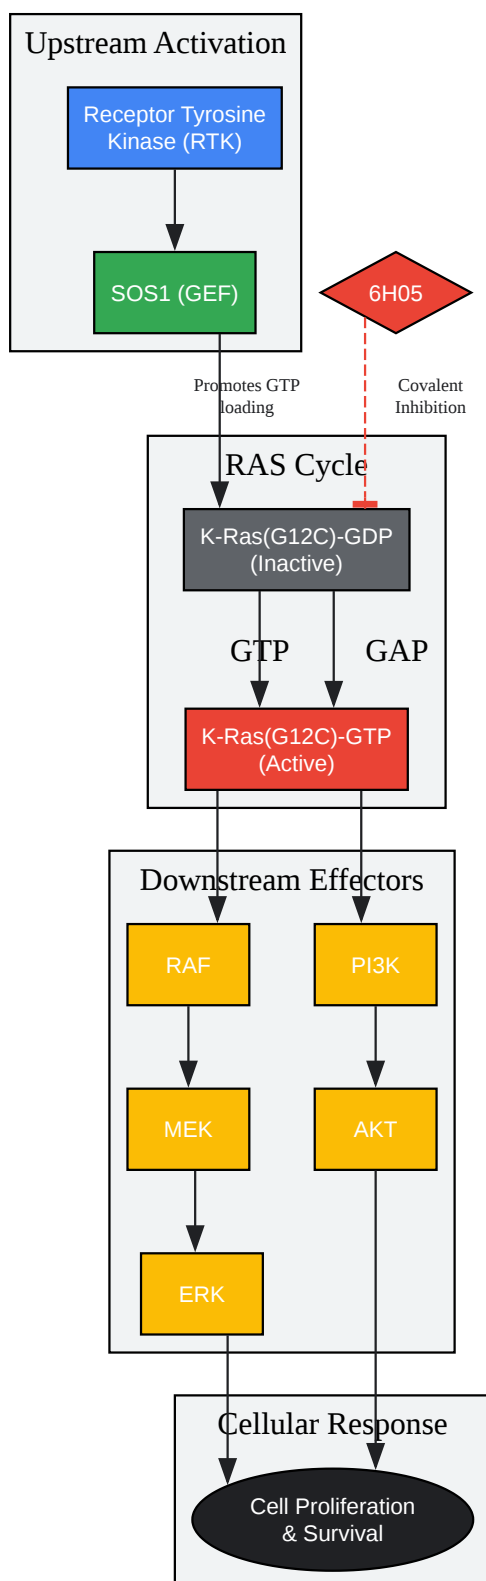 Upstream Activation
Receptor Tyrosine
Kinase (RTK)
SOS1 (GEF)
6H05
Promotes GTP
loading
Covalent
Inhibition
RAS Cycle
K-Ras(G12C)-GDP
(Inactive)
GTP
GAP
K-Ras(G12C)-GTP
(Active)
Downstream Effectors
RAF
PI3K
MEK
AKT
ERK
Cellular Response
Cell Proliferation
& Survival